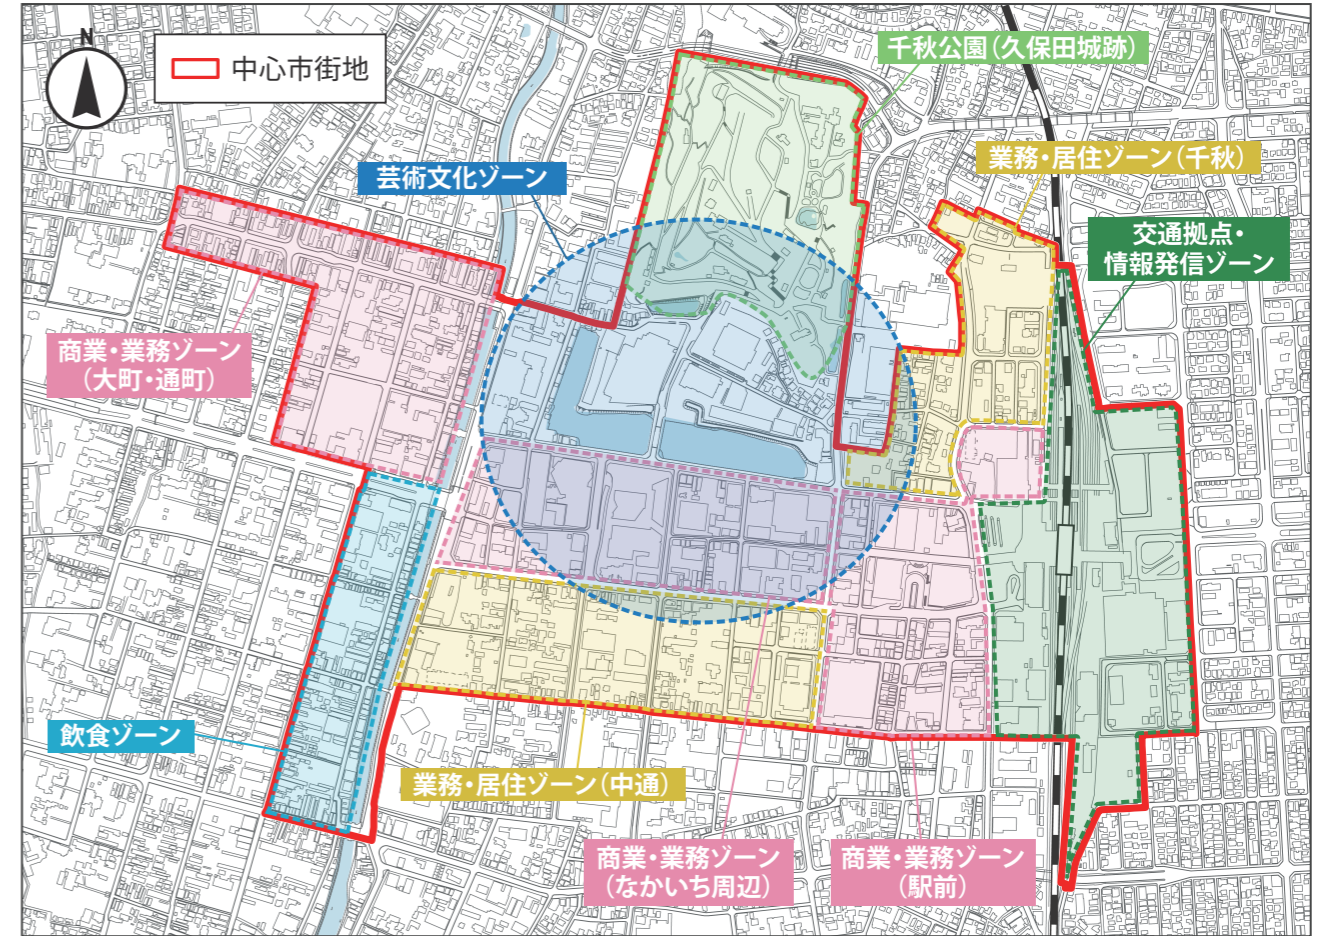 N
中心市街地
千秋公園（久保田城跡）
業務・居住ゾーン（千秋）
芸術文化ゾーン
交通拠点・
情報発信ゾーン
商業・業務ゾーン
（大町・通町）
飲食ゾーン
業務・居住ゾーン（中通）
商業・業務ゾーン
（なかいち周辺）
商業・業務ゾーン
（駅前）